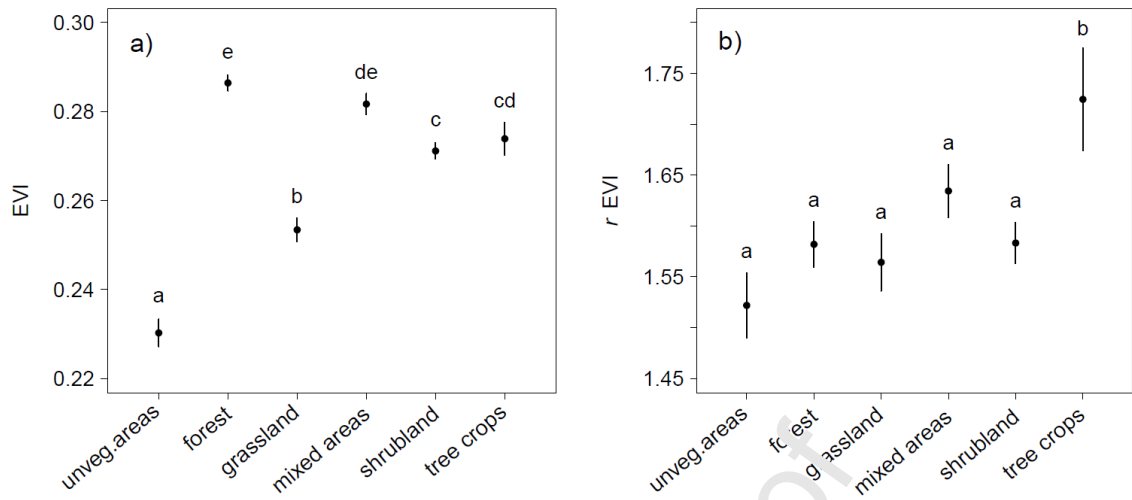 a)
EVI
0.30
0.28
0.26
0.24
0.22
a
e
b
de
c
cd
unveg.areas
forest
grassland
mixed areas
shrubland
tree crops
b)
r EVI
1.75
1.65
1.55
1.45
a
a
a
a
a
b
unveg.areas
forest
grassland
mixed areas
shrubland
tree crops
of